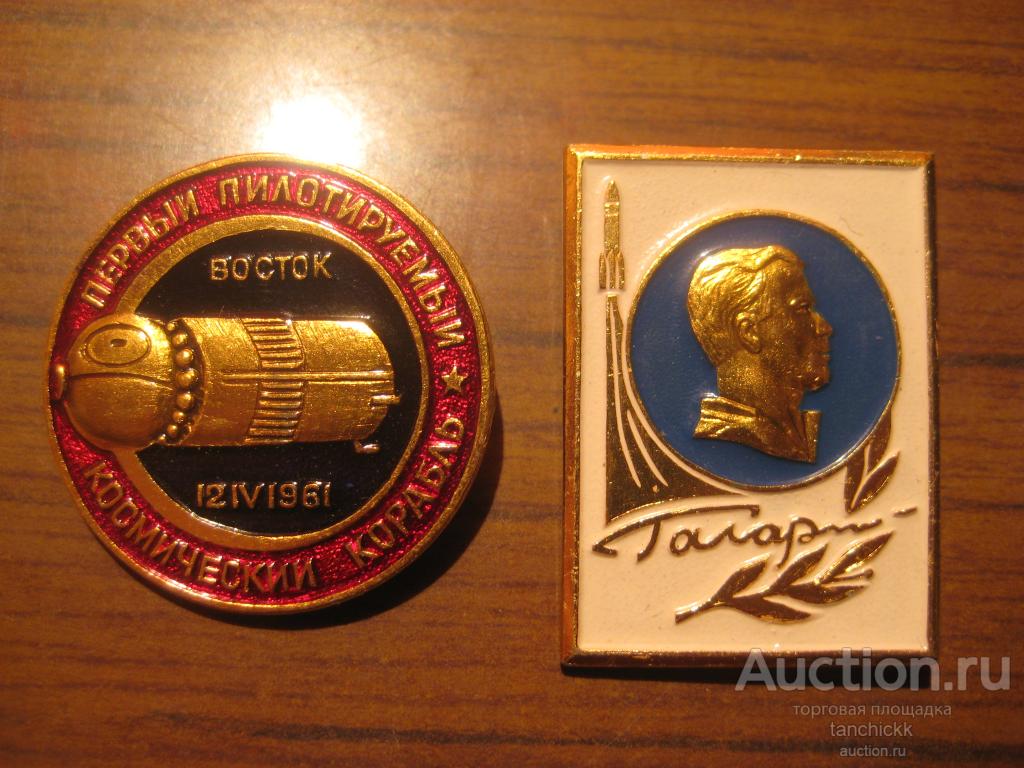 ПЕРВЫЙ ПИЛОТИРУЕМЫЙ
ВОСТОК
12 IV 1961
КОСМИЧЕСКИЙ КОРАБЛЬ
Гагарин
Auction.ru
торговая площадка
tanchickk
auction.ru